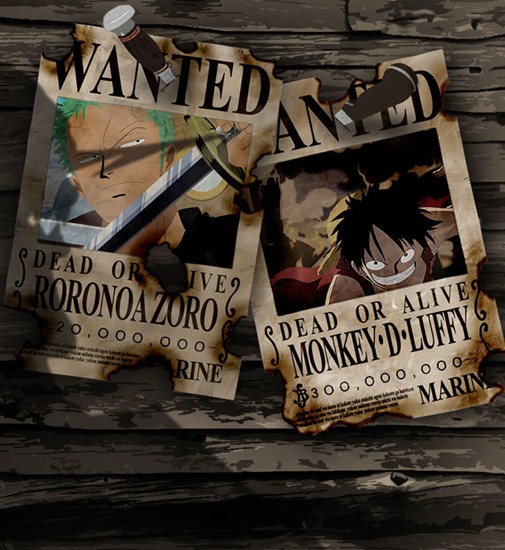 WANTED
DEAD OR IVE
RORONOA ZORO
20,000,000
RINE
ANTED
DEAD OR ALIVE
MONKEY·D·LUFFY
300,000,000
MARIN